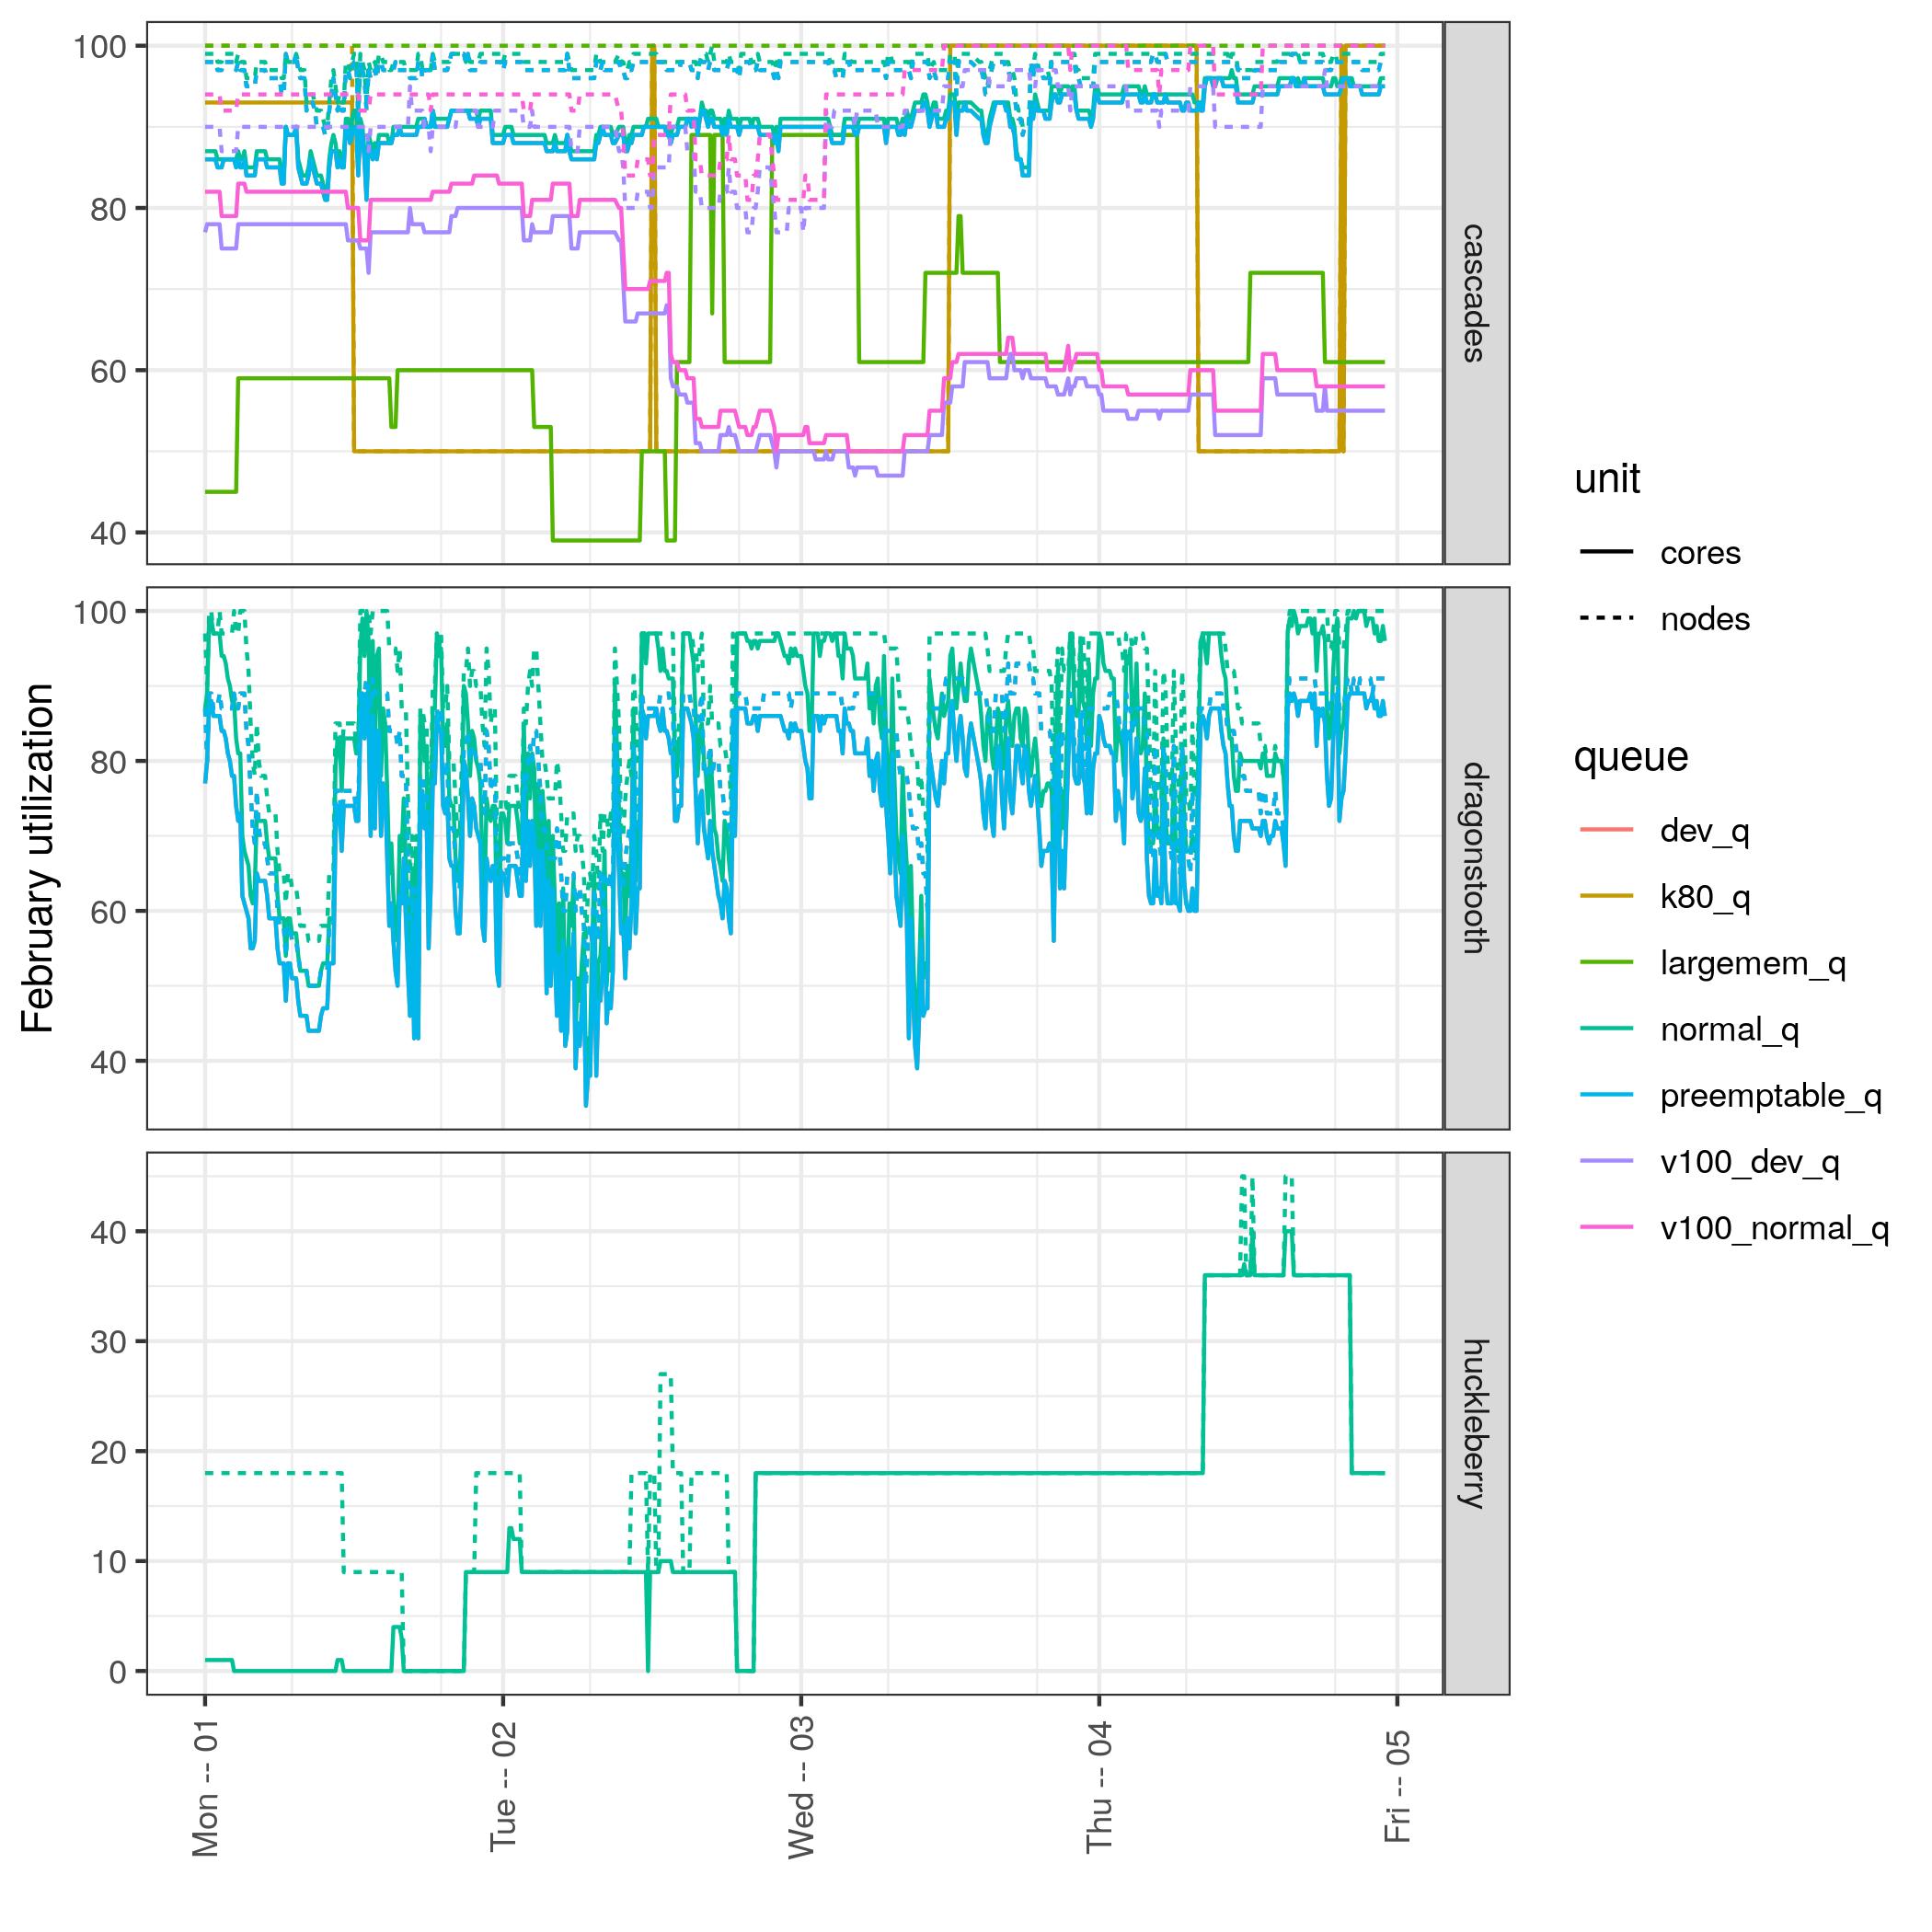 100
80
60
40
cascades
100
80
60
40
dragonstooth
40
30
20
10
0
huckleberry
February utilization
Mon -- 01
Tue -- 02
Wed -- 03
Thu -- 04
Fri -- 05
unit
cores
nodes
queue
dev_q
k80_q
largemem_q
normal_q
preemptable_q
v100_dev_q
v100_normal_q